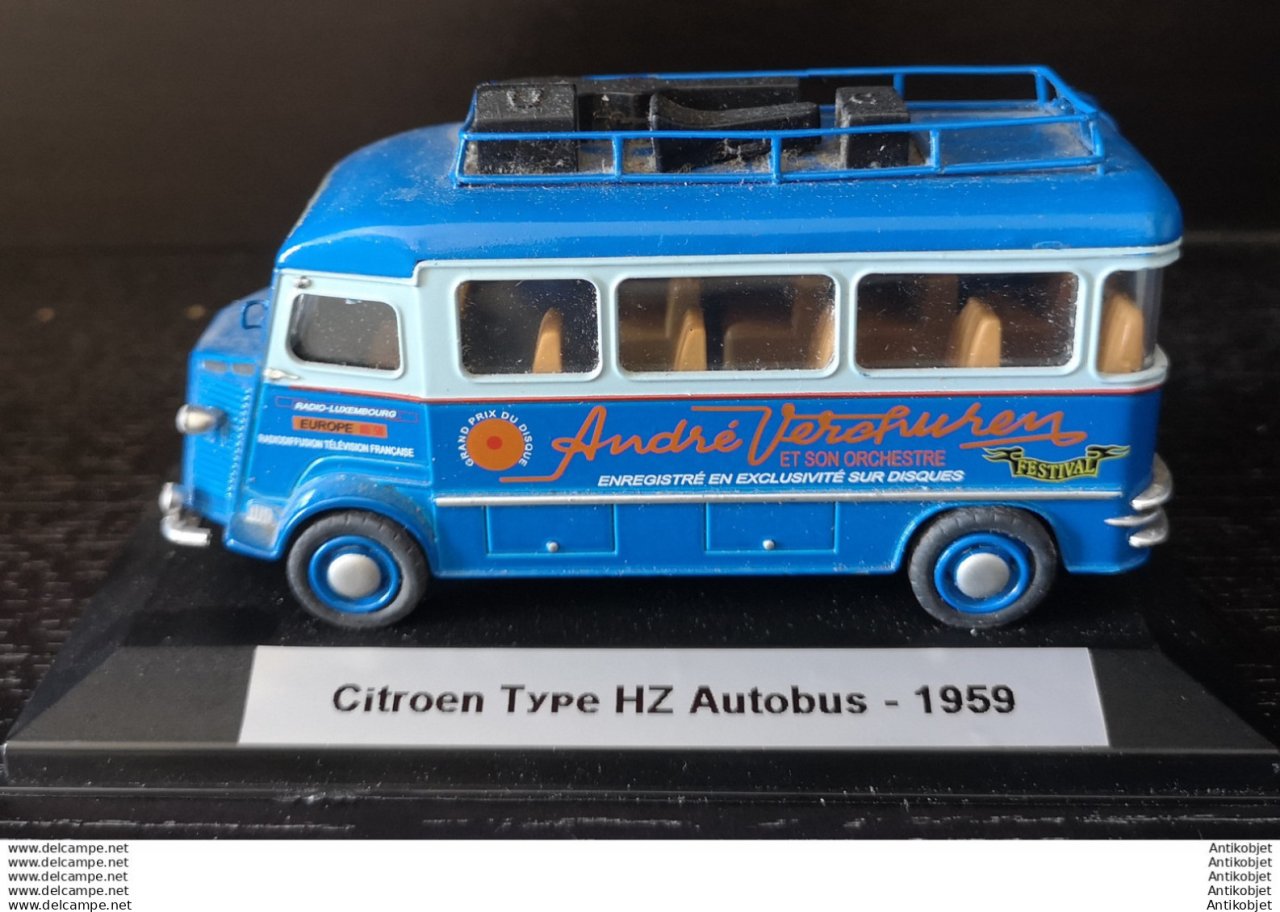 RADIO-LUXEMBOURG
EUROPE
RADIODIFFUSION TÉLÉVISION FRANÇAISE
GRAND PRIX DU DISQUE
André Verchuren
ET SON ORCHESTRE
ENREGISTRÉ EN EXCLUSIVITÉ SUR DISQUES
FESTIVAL
Citroen Type HZ Autobus - 1959
www.delcampe.net
www.delcampe.net
www.delcampe.net
www.delcampe.net
www.delcampe.net
Antikobjet
Antikobjet
Antikobjet
Antikobjet
Antikobjet